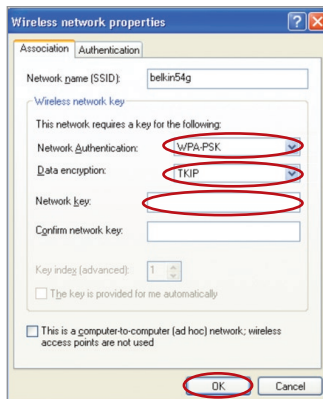 Wireless network properties
Association
Authentication
Network name (SSID):
belkin54g
Wireless network key
This network requires a key for the following:
Network Authentication:
WPA-PSK
Data encryption:
TKIP
Network key:
Confirm network key:
Key index (advanced):
1
The key is provided for me automatically
This is a computer-to-computer (ad hoc) network; wireless
access points are not used
OK
Cancel